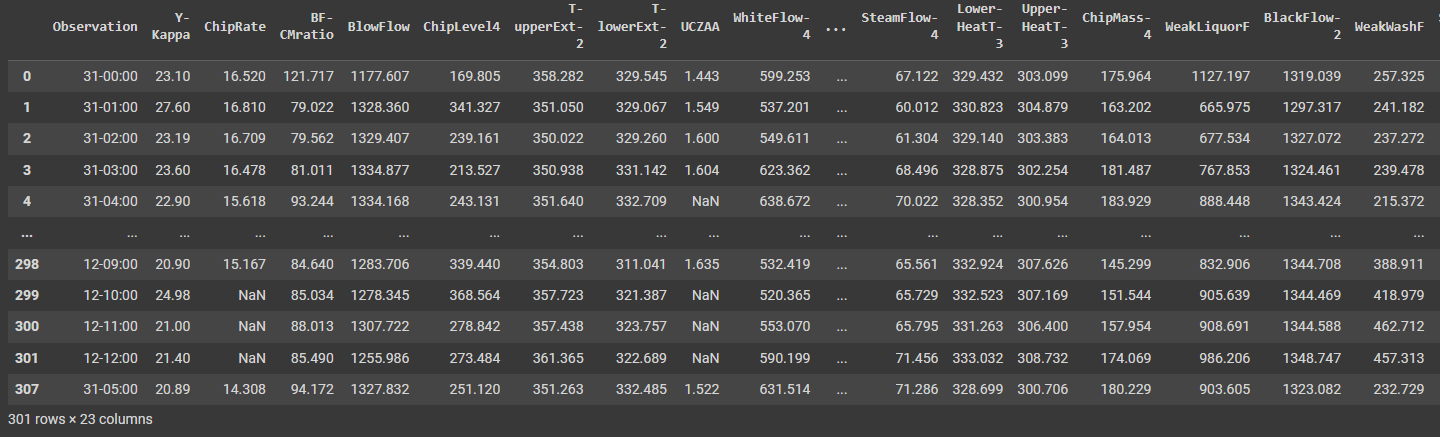 Observation Y-Kappa ChipRate BF-CMratio BlowFlow ChipLevel4 T-upperExt-2 T-lowerExt-2 UCZAA WhiteFlow-4 ... SteamFlow-4 Lower-HeatT-3 Upper-HeatT-3 ChipMass-4 WeakLiquorF BlackFlow-2 WeakWashF
0 31-00:00 23.10 16.520 121.717 1177.607 169.805 358.282 329.545 1.443 599.253 ... 67.122 329.432 303.099 175.964 1127.197 1319.039 257.325
1 31-01:00 27.60 16.810 79.022 1328.360 341.327 351.050 329.067 1.549 537.201 ... 60.012 330.823 304.879 163.202 665.975 1297.317 241.182
2 31-02:00 23.19 16.709 79.562 1329.407 239.161 350.022 329.260 1.600 549.611 ... 61.304 329.140 303.383 164.013 677.534 1327.072 237.272
3 31-03:00 23.60 16.478 81.011 1334.877 213.527 350.938 331.142 1.604 623.362 ... 68.496 328.875 302.254 181.487 767.853 1324.461 239.478
4 31-04:00 22.90 15.618 93.244 1334.168 243.131 351.640 332.709 NaN 638.672 ... 70.022 328.352 300.954 183.929 888.448 1343.424 215.372
... ... ... ... ... ... ... ... ... ... ... ... ... ... ... ... ... ... ...
298 12-09:00 20.90 15.167 84.640 1283.706 339.440 354.803 311.041 1.635 532.419 ... 65.561 332.924 307.626 145.299 832.906 1344.708 388.911
299 12-10:00 24.98 NaN 85.034 1278.345 368.564 357.723 321.387 NaN 520.365 ... 65.729 332.523 307.169 151.544 905.639 1344.469 418.979
300 12-11:00 21.00 NaN 88.013 1307.722 278.842 357.438 323.757 NaN 553.070 ... 65.795 331.263 306.400 157.954 908.691 1344.588 462.712
301 12-12:00 21.40 NaN 85.490 1255.986 273.484 361.365 322.689 NaN 590.199 ... 71.456 333.032 308.732 174.069 986.206 1348.747 457.313
307 31-05:00 20.89 14.308 94.172 1327.832 251.120 351.263 332.485 1.522 631.514 ... 71.286 328.699 300.706 180.229 903.605 1323.082 232.729
301 rows × 23 columns